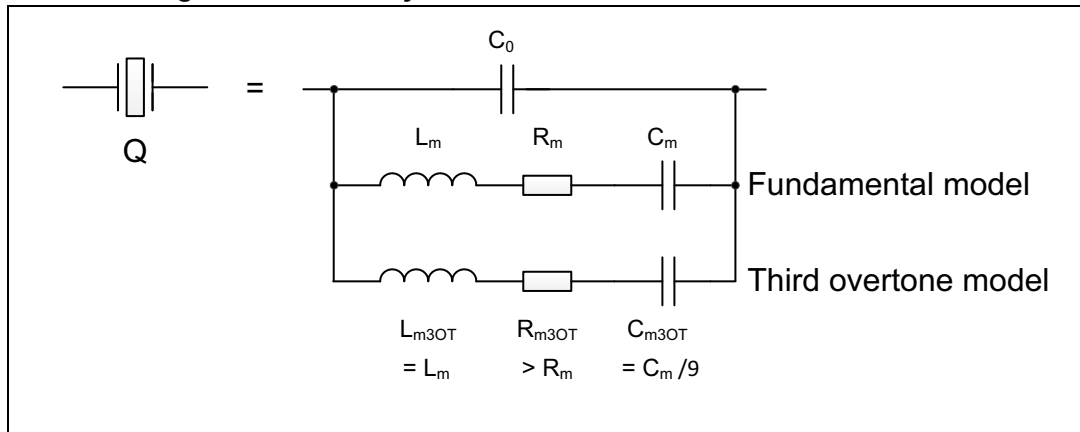 C0
=
Q
Lm Rm Cm
Fundamental model
Third overtone model
Lm3OT Rm3OT Cm3OT
= Lm > Rm = Cm /9